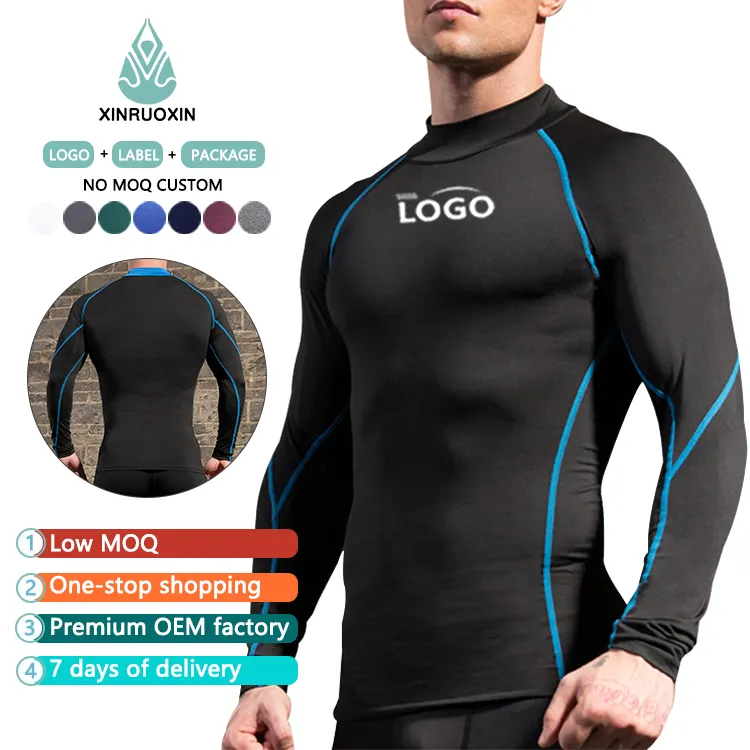 XINRUOXIN
LOGO + LABEL + PACKAGE
NO MOQ CUSTOM
LOGO
1 Low MOQ
2 One-stop shopping
3 Premium OEM factory
4 7 days of delivery